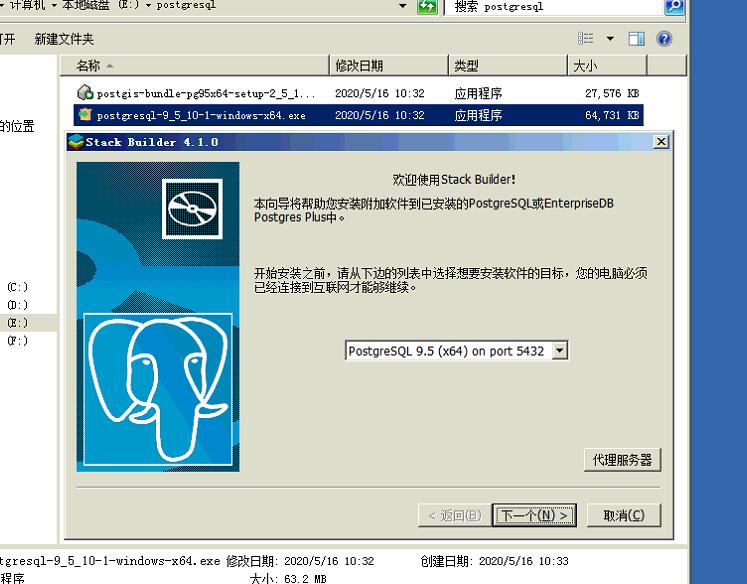 计算机 本地磁盘 (E:) postgresql
搜索 postgresql
打开 新建文件夹
名称 修改日期 类型 大小
postgis-bundle-pg95x64-setup-2_5_1... 2020/5/16 10:32 应用程序 27,576 KB
postgresql-9_5_10-1-windows-x64.exe 2020/5/16 10:32 应用程序 64,731 KB
的位置
Stack Builder 4.1.0
欢迎使用Stack Builder!
本向导将帮助您安装附加软件到已安装的PostgreSQL或EnterpriseDB
Postgres Plus中。
开始安装之前，请从下边的列表中选择想要安装软件的目标，您的电脑必须
已经连接到互联网才能够继续。
(C:)
(D:)
(E:)
(F:)
PostgreSQL 9.5 (x64) on port 5432
代理服务器
< 返回(B) 下一个(N) > 取消(C)
tgresql-9_5_10-1-windows-x64.exe 修改日期: 2020/5/16 10:32 创建日期: 2020/5/16 10:33
程序 大小: 63.2 MB